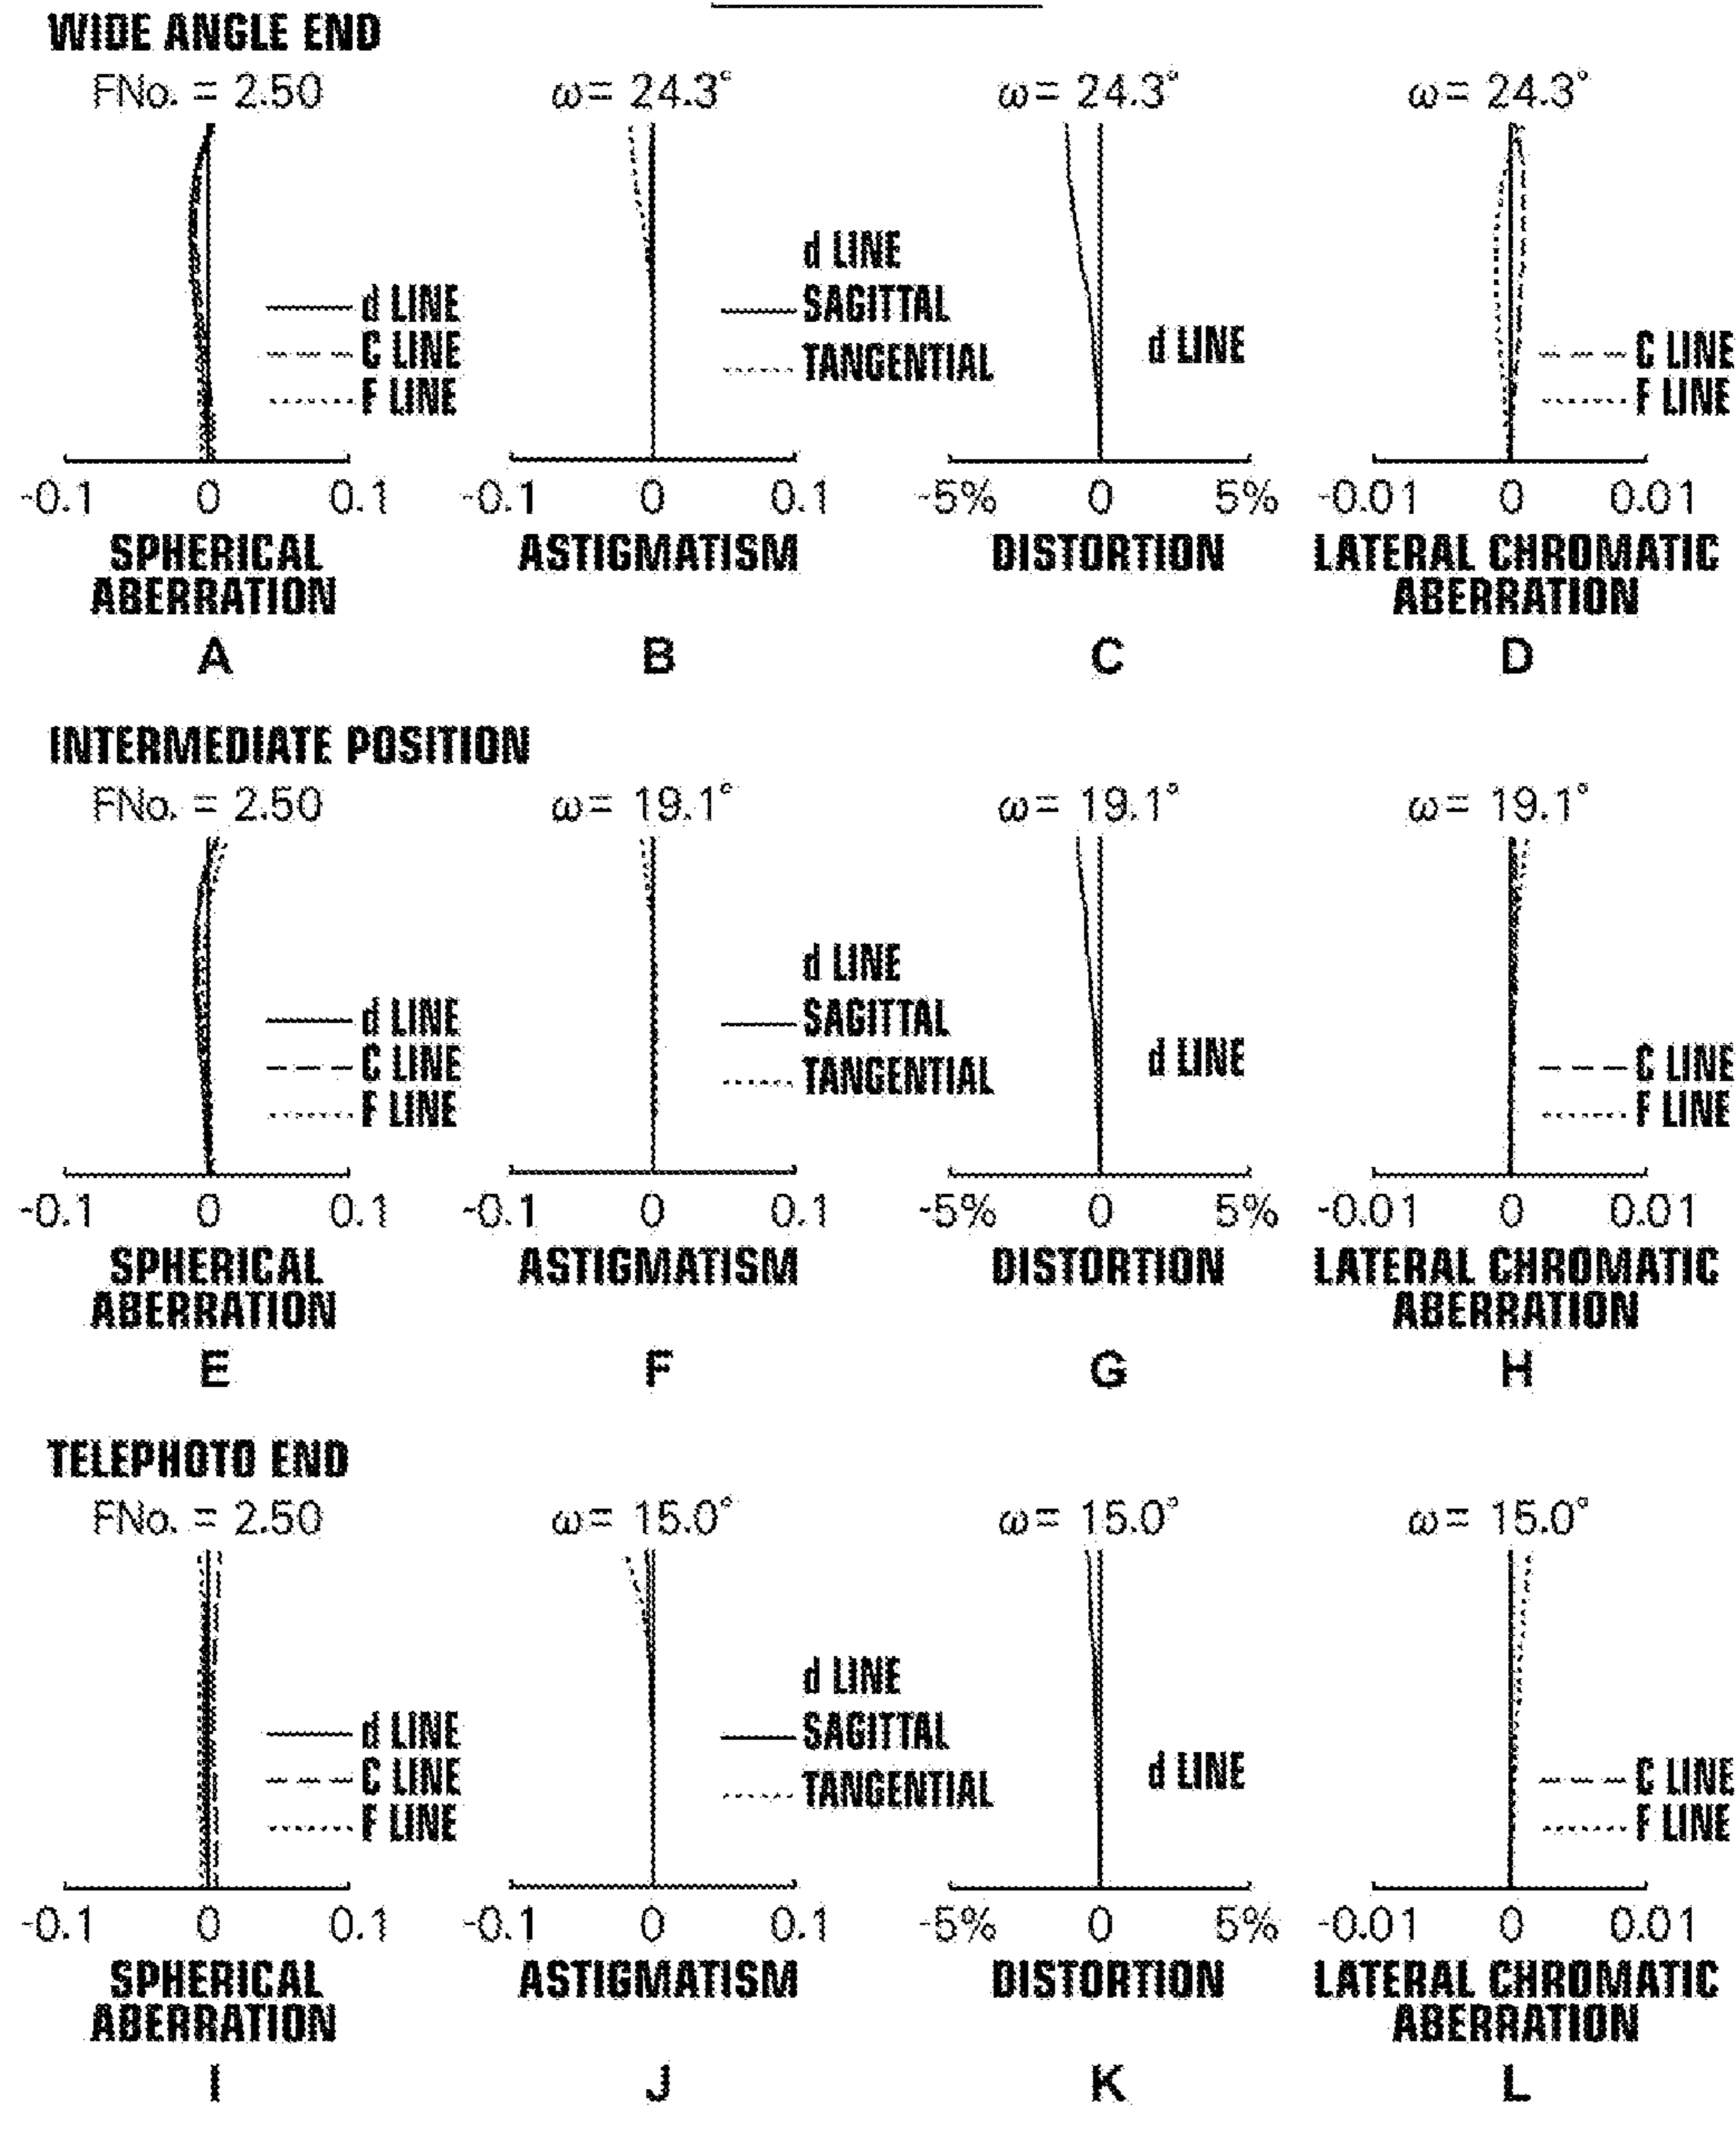 WIDE ANGLE END
FNo. = 2.50
ω= 24.3°
ω= 24.3°
ω= 24.3°
d LINE
C LINE
F LINE
d LINE
SAGITTAL
TANGENTIAL
d LINE
C LINE
F LINE
-0.1 0 0.1
-0.1 0 0.1
-5% 0 5%
-0.01 0 0.01
SPHERICAL
ABERRATION
ASTIGMATISM
DISTORTION
LATERAL CHROMATIC
ABERRATION
A
B
C
D
INTERMEDIATE POSITION
FNo. = 2.50
ω= 19.1°
ω= 19.1°
ω= 19.1°
d LINE
C LINE
F LINE
d LINE
SAGITTAL
TANGENTIAL
d LINE
C LINE
F LINE
-0.1 0 0.1
-0.1 0 0.1
-5% 0 5%
-0.01 0 0.01
SPHERICAL
ABERRATION
ASTIGMATISM
DISTORTION
LATERAL CHROMATIC
ABERRATION
E
F
G
H
TELEPHOTO END
FNo. = 2.50
ω= 15.0°
ω= 15.0°
ω= 15.0°
d LINE
C LINE
F LINE
d LINE
SAGITTAL
TANGENTIAL
d LINE
C LINE
F LINE
-0.1 0 0.1
-0.1 0 0.1
-5% 0 5%
-0.01 0 0.01
SPHERICAL
ABERRATION
ASTIGMATISM
DISTORTION
LATERAL CHROMATIC
ABERRATION
I
J
K
L